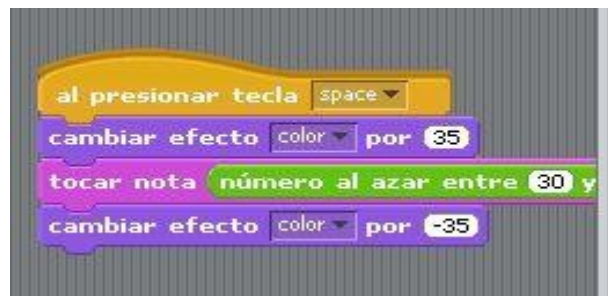 al presionar tecla space
cambiar efecto color por 35
tocar nota número al azar entre 30 y
cambiar efecto color por -35